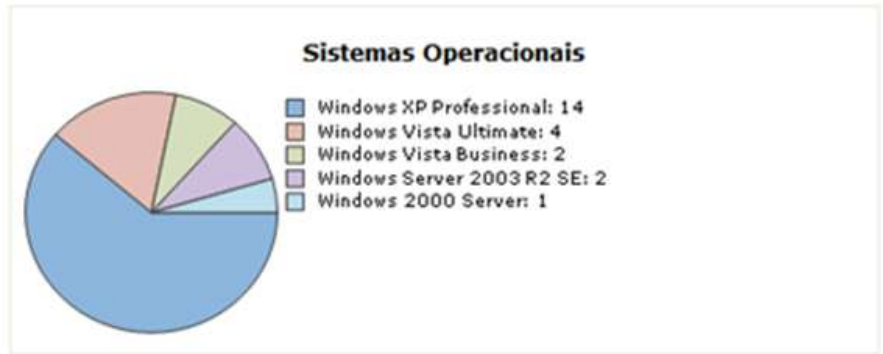 Sistemas Operacionais
Windows XP Professional: 14
Windows Vista Ultimate: 4
Windows Vista Business: 2
Windows Server 2003 R2 SE: 2
Windows 2000 Server: 1